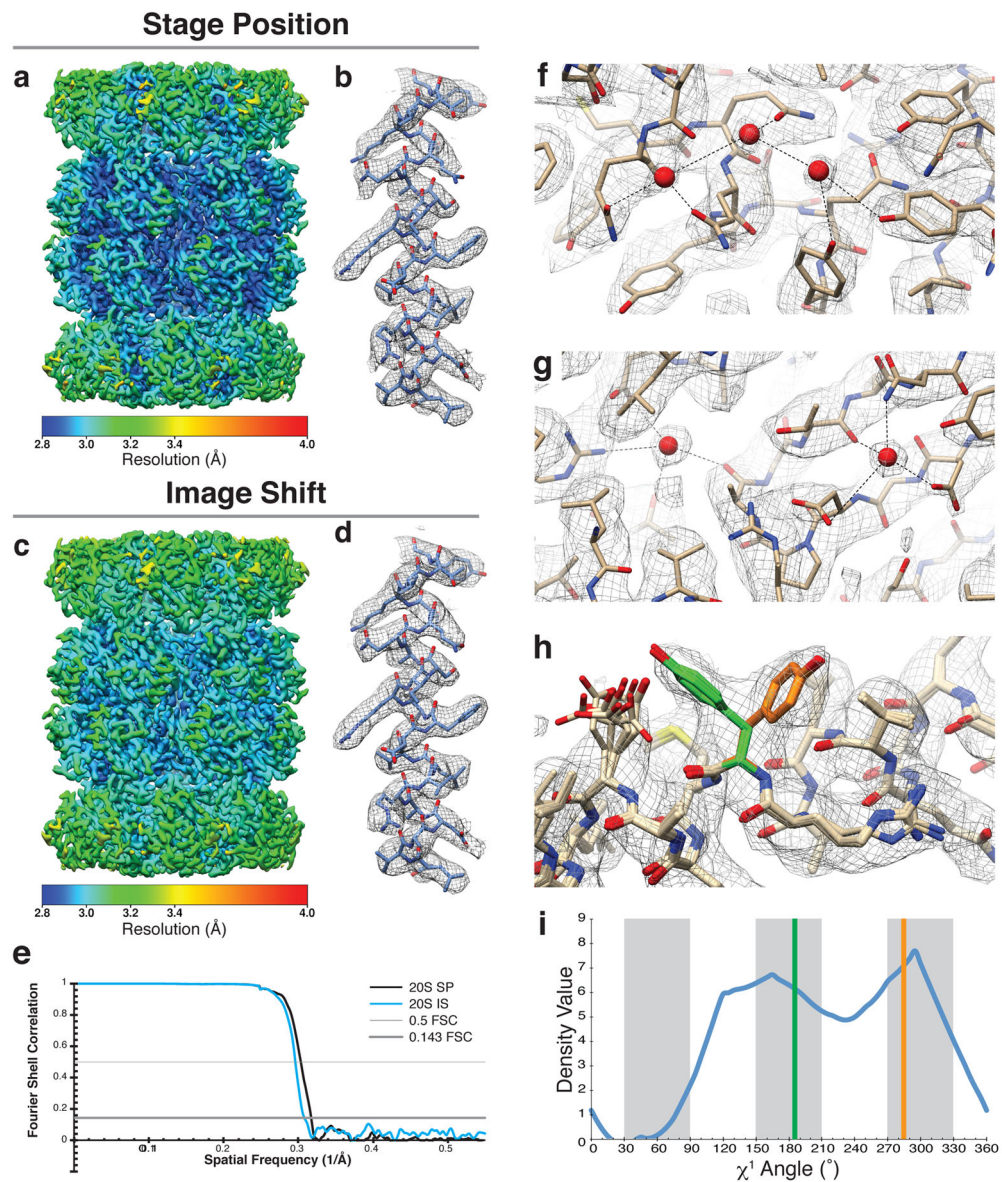 Stage Position
a
b
2.8 3.0 3.2 3.4 4.0
Resolution (Å)
Image Shift
c
d
2.8 3.0 3.2 3.4 4.0
Resolution (Å)
e
Fourier Shell Correlation
1
0.8
0.6
0.4
0.2
0
0.2 0.3 0.4 0.5
Spatial Frequency (1/Å)
20S SP
20S IS
0.5 FSC
0.143 FSC
f
g
h
i
Density Value
9
8
7
6
5
4
3
2
1
0
0 30 60 90 120 150 180 210 240 270 300 330 360
χ¹ Angle (°)